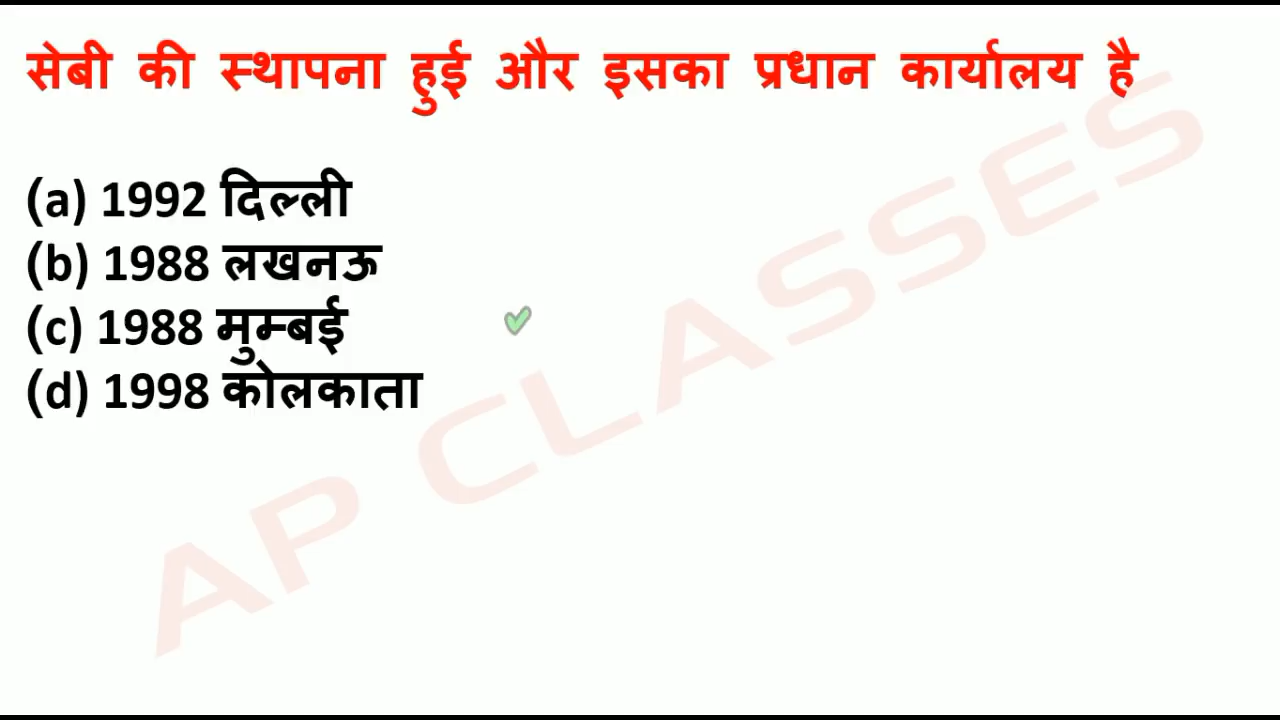 सेबी की स्थापना हुई और इसका प्रधान कार्यालय है
(a) 1992 दिल्ली
(b) 1988 लखनऊ
(c) 1988 मुम्बई
(d) 1998 कोलकाता
AP CLASSES